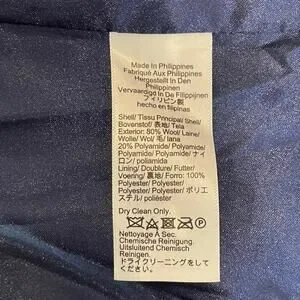 Made In Philippines
Fabriqué Aux Philippines
Hergestellt In Den
Philippinen
Vervaardigd In De Filippijnen
フィリピン製
hecho en filipinas
Shell/ Tissu Principal/ Shell/
Bovenstof/ 表地/ Tela
Exterior: 80% Wool/ Laine/
Wolle/ Wol/ 毛/ lana
20% Polyamide/ Polyamide/
Polyamide/ Polyamide/ ナイ
ロン/ poliamida
Lining/ Doublure/ Futter/
Voering/ 裏地/ Forro: 100%
Polyester/ Polyester/
Polyester/ Polyester/ ポリエ
ステル/ poliéster
Dry Clean Only.
Nettoyage A Sec.
Chemische Reinigung.
Chemisch Reinigen.
ドライクリーニングをして
ください。